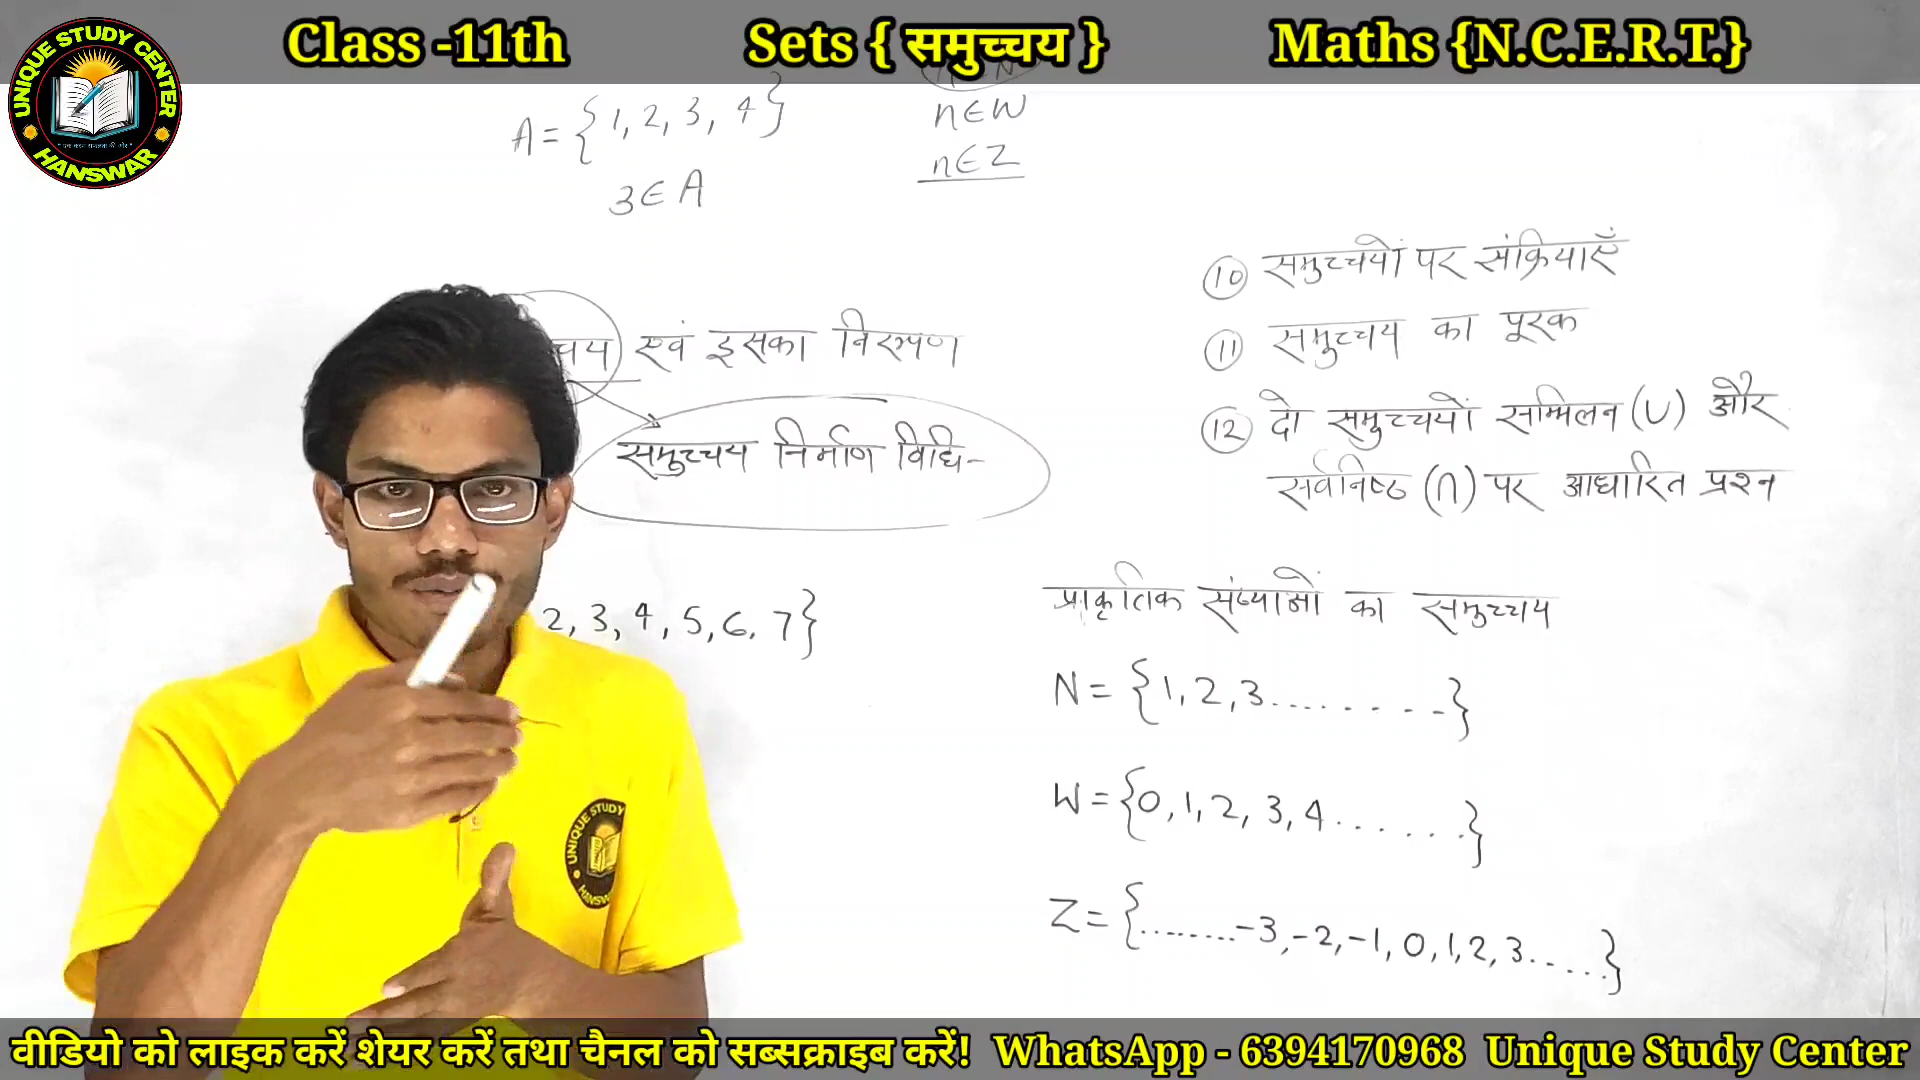 Class -11th Sets { समुच्चय } Maths {N.C.E.R.T.}
UNIQUE STUDY CENTER
HANSWAR
A = {1, 2, 3, 4}
3 ∈ A
n ∈ W
n ∈ Z
चय एवं इसका निरूपण
समुच्चय निर्माण विधि-
2, 3, 4, 5, 6, 7}
⑩ समुच्चयों पर संक्रियाएँ
⑪ समुच्चय का पूरक
⑫ दो समुच्चयों सम्मिलन (∪) और
सर्वनिष्ठ (∩) पर आधारित प्रश्न
प्राकृतिक संख्याओं का समुच्चय
N = {1, 2, 3.........}
W = {0, 1, 2, 3, 4.......}
Z = {........-3, -2, -1, 0, 1, 2, 3......}
UNIQUE STUDY
HANSW
वीडियो को लाइक करें शेयर करें तथा चैनल को सब्सक्राइब करें! WhatsApp - 6394170968 Unique Study Center